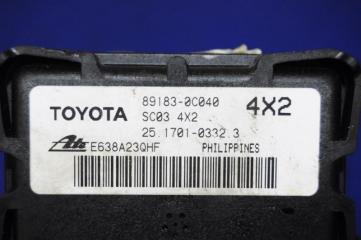 TOYOTA 89183-0C040 4X2
SC03 4X2
25.1701-0332.3
Ate E638A23QHF PHILIPPINES